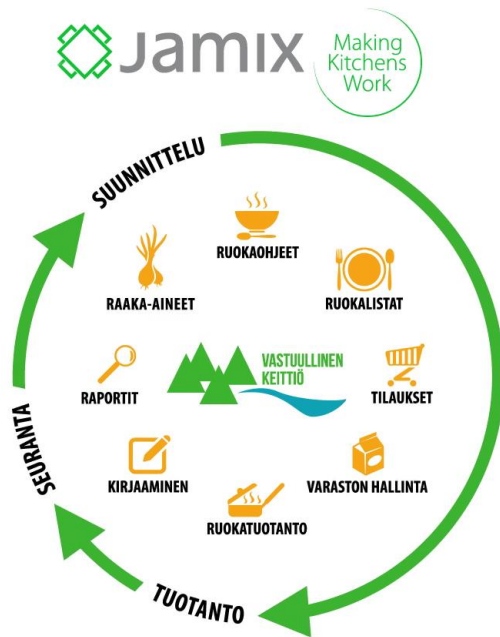 Jamix
Making
Kitchens
Work
SUUNNITTELU
RUOKAOHJEET
RAAKA-AINEET
RUOKALISTAT
VASTUULLINEN
KEITTIÖ
RAPORTIT
TILAUKSET
SEURANTA
KIRJAAMINEN
VARASTON HALLINTA
RUOKATUOTANTO
TUOTANTO